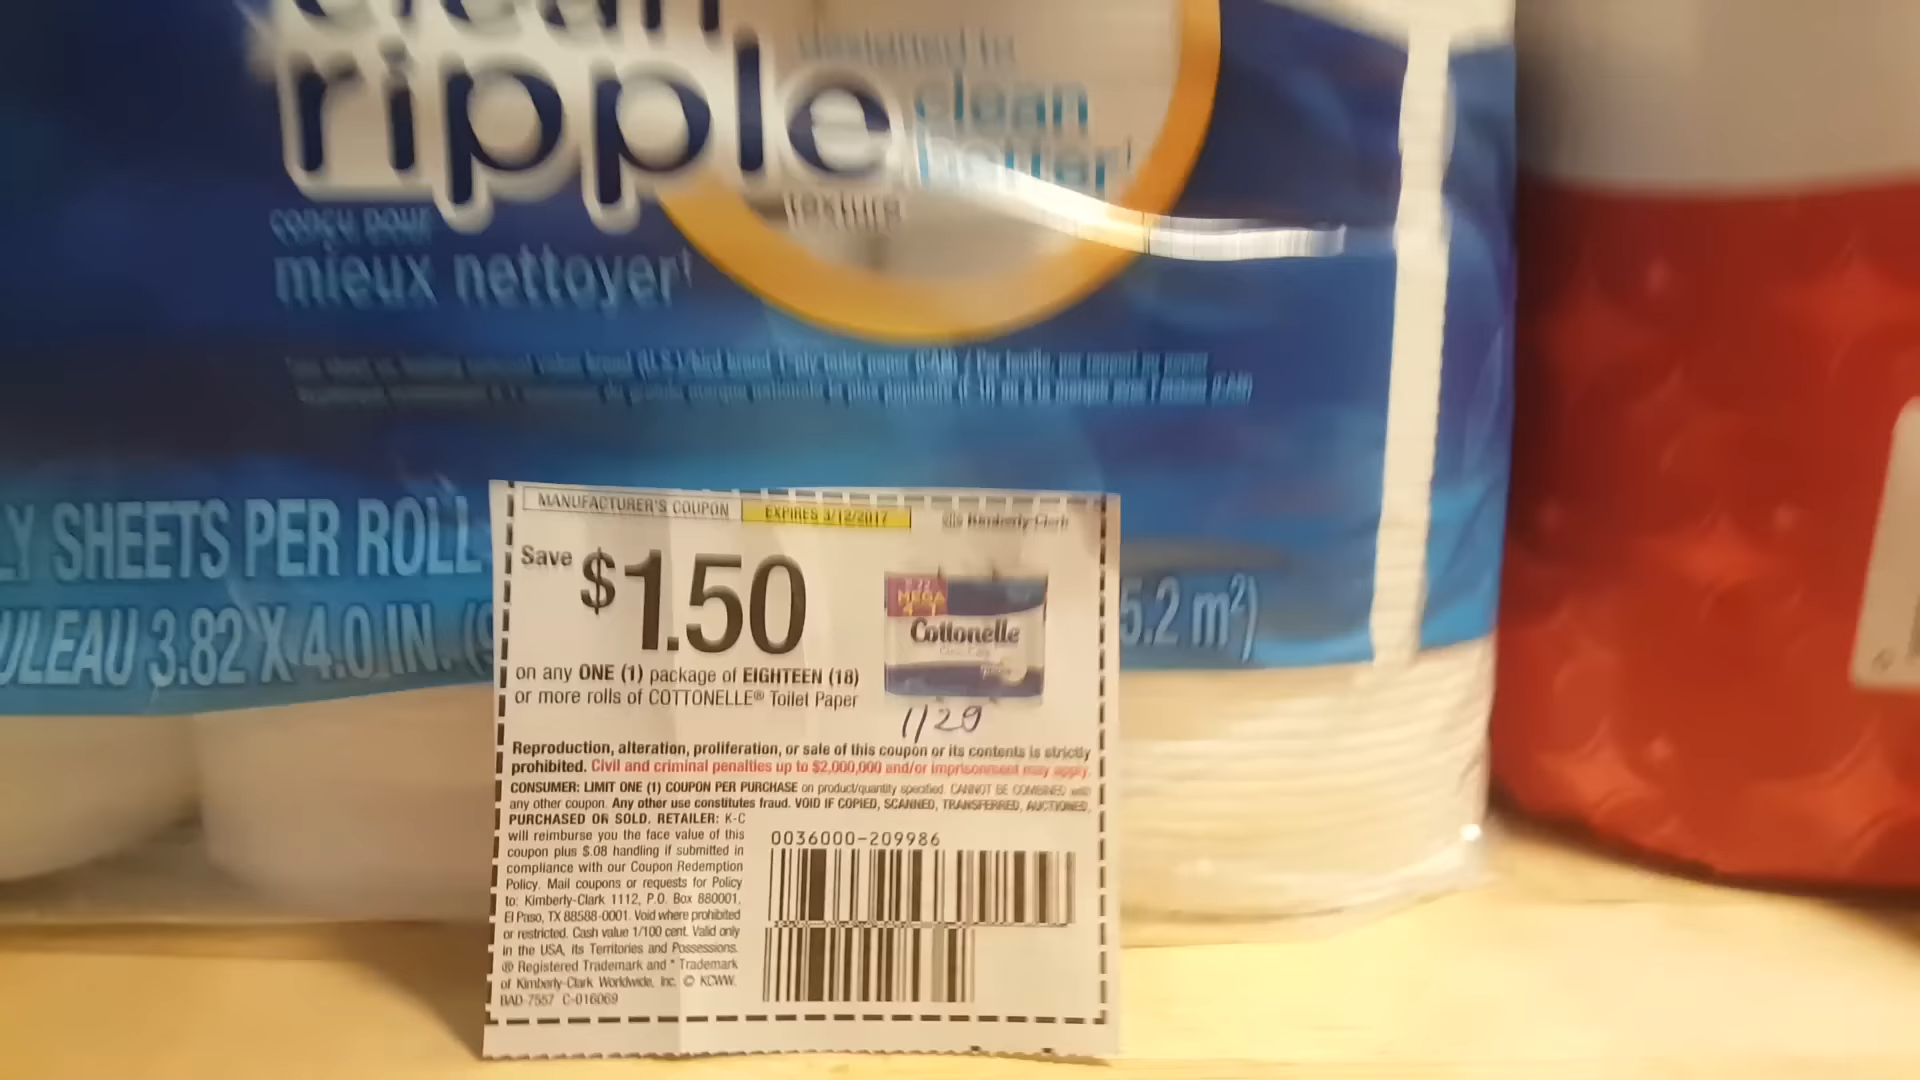 clean
ripple
designed to
clean
better!
texture
conçu pour
mieux nettoyer†
Y SHEETS PER ROLL
ULEAU 3.82 X 4.0 IN.
5.2 m²)
MANUFACTURER'S COUPON
EXPIRES 3/12/2017
Kimberly-Clark
Save $1.50
on any ONE (1) package of EIGHTEEN (18)
or more rolls of COTTONELLE® Toilet Paper
MEGA
Cottonelle
1/29
Reproduction, alteration, proliferation, or sale of this coupon or its contents is strictly
prohibited. Civil and criminal penalties up to $2,000,000 and/or imprisonment may apply.
CONSUMER: LIMIT ONE (1) COUPON PER PURCHASE on product/quantity specified. CANNOT BE COMBINED with
any other coupon. Any other use constitutes fraud. VOID IF COPIED, SCANNED, TRANSFERRED, AUCTIONED,
PURCHASED OR SOLD. RETAILER: K-C
will reimburse you the face value of this
coupon plus $.08 handling if submitted in
compliance with our Coupon Redemption
Policy. Mail coupons or requests for Policy
to: Kimberly-Clark 1112, P.O. Box 880001,
El Paso, TX 88588-0001. Void where prohibited
or restricted. Cash value 1/100 cent. Valid only
in the USA, its Territories and Possessions.
® Registered Trademark and * Trademark
of Kimberly-Clark Worldwide, Inc. © KCWW.
BAD-7557 C-016069
0036000-209986